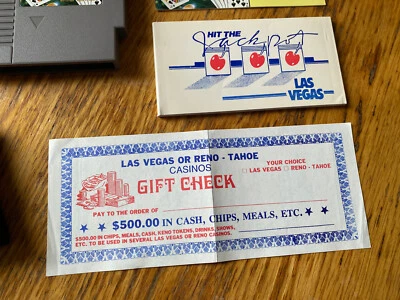 HIT THE
Jackpot
LAS
VEGAS
LAS VEGAS OR RENO - TAHOE
CASINOS
YOUR CHOICE
GIFT CHECK
LAS VEGAS RENO - TAHOE
PAY TO THE ORDER OF
$500.00 IN CASH, CHIPS, MEALS, ETC.
$500.00 IN CHIPS, MEALS, CASH, KENO TOKENS, DRINKS, SHOWS,
ETC. TO BE USED IN SEVERAL LAS VEGAS OR RENO CASINOS.